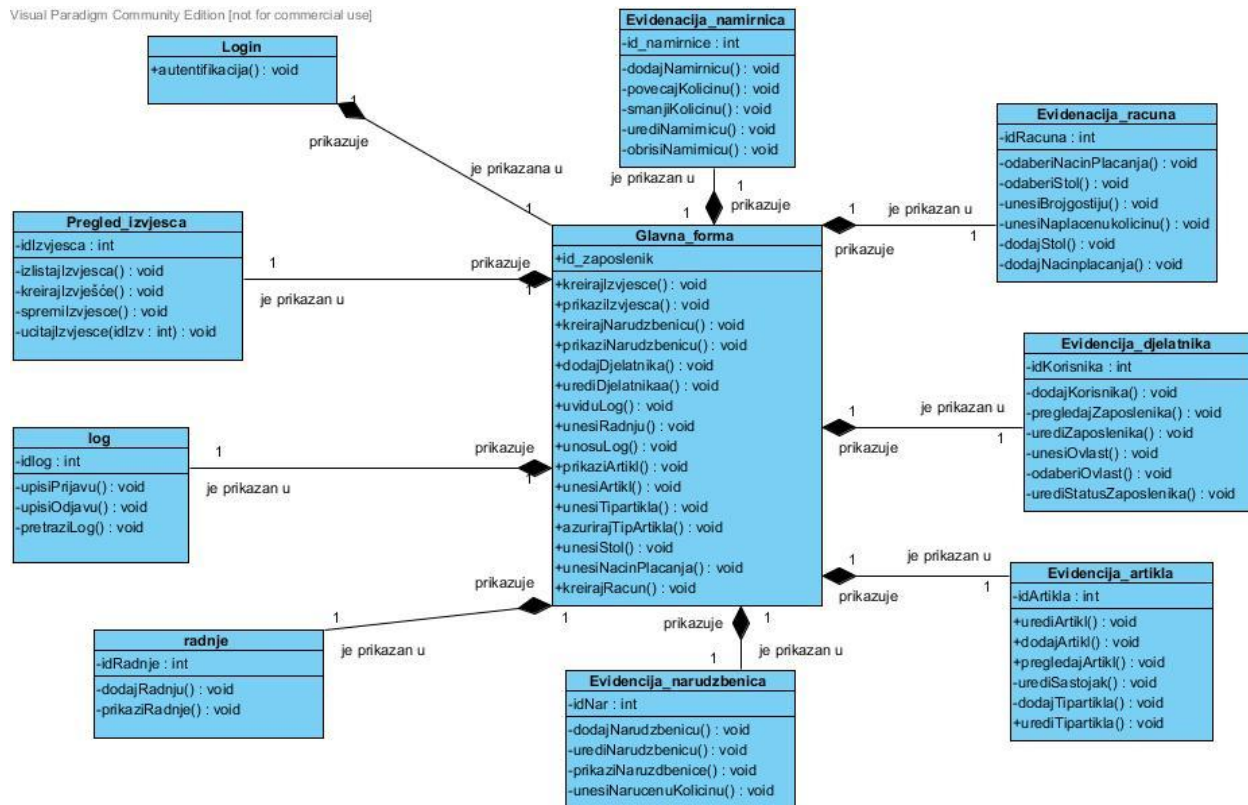 Visual Paradigm Community Edition [not for commercial use]
Login
+autentifikacija() : void
1
prikazuje
je prikazana u
1
Evidenacija_namirnica
-id_namirnice : int
-dodajNamirnicu() : void
-povecajKolicinu() : void
-smanjiKolicinu() : void
-urediNamirnicu() : void
-obrisiNamirnicu() : void
je prikazan u
1
prikazuje
1
Evidenacija_racuna
-idRacuna : int
-odaberiNacinPlacanja() : void
-odaberiStol() : void
-unesiBrojgostiju() : void
-unesiNaplacenukolicinu() : void
-dodajStol() : void
-dodajNacinplacanja() : void
1
je prikazan u
prikazuje
1
Pregled_izvjesca
-idIzvjesca : int
-izlistajIzvjesca() : void
-kreirajIzvješće() : void
-spremiIzvjesce() : void
-ucitajIzvjesce(idIzv : int) : void
1
prikazuje
je prikazan u
1
Glavna_forma
+id_zaposlenik
+kreirajIzvjesce() : void
+prikaziIzvjesca() : void
+kreirajNarudzbenicu() : void
+prikaziNarudzbenicu() : void
+dodajDjelatnika() : void
+urediDjelatnikaa() : void
+uviduLog() : void
+unesiRadnju() : void
+unosuLog() : void
+prikaziArtikl() : void
+unesiArtikl() : void
+unesiTipartikla() : void
+azurirajTipArtikla() : void
+unesiStol() : void
+unesiNacinPlacanja() : void
+kreirajRacun() : void
Evidencija_djelatnika
-idKorisnika : int
-dodajKorisnika() : void
-pregledajZaposlenika() : void
-urediZaposlenika() : void
-unesiOvlast() : void
-odaberiOvlast() : void
-urediStatusZaposlenika() : void
1
je prikazan u
prikazuje
1
log
-idlog : int
-upisiPrijavu() : void
-upisiOdjavu() : void
-pretraziLog() : void
1
prikazuje
je prikazan u
1
Evidencija_artikla
-idArtikla : int
+urediArtikl() : void
+dodajArtikl() : void
+pregledajArtikl() : void
-urediSastojak() : void
-dodajTipartikla() : void
+urediTipartikla() : void
1
je prikazan u
prikazuje
1
radnje
-idRadnje : int
-dodajRadnju() : void
-prikaziRadnje() : void
prikazuje
1
1
je prikazan u
Evidencija_narudzbenica
-idNar : int
-dodajNarudzbenicu() : void
-urediNarudzbenicu() : void
-prikaziNaruzdbenice() : void
-unesiNarucenuKolicinu() : void
prikazuje
1
je prikazan u
1